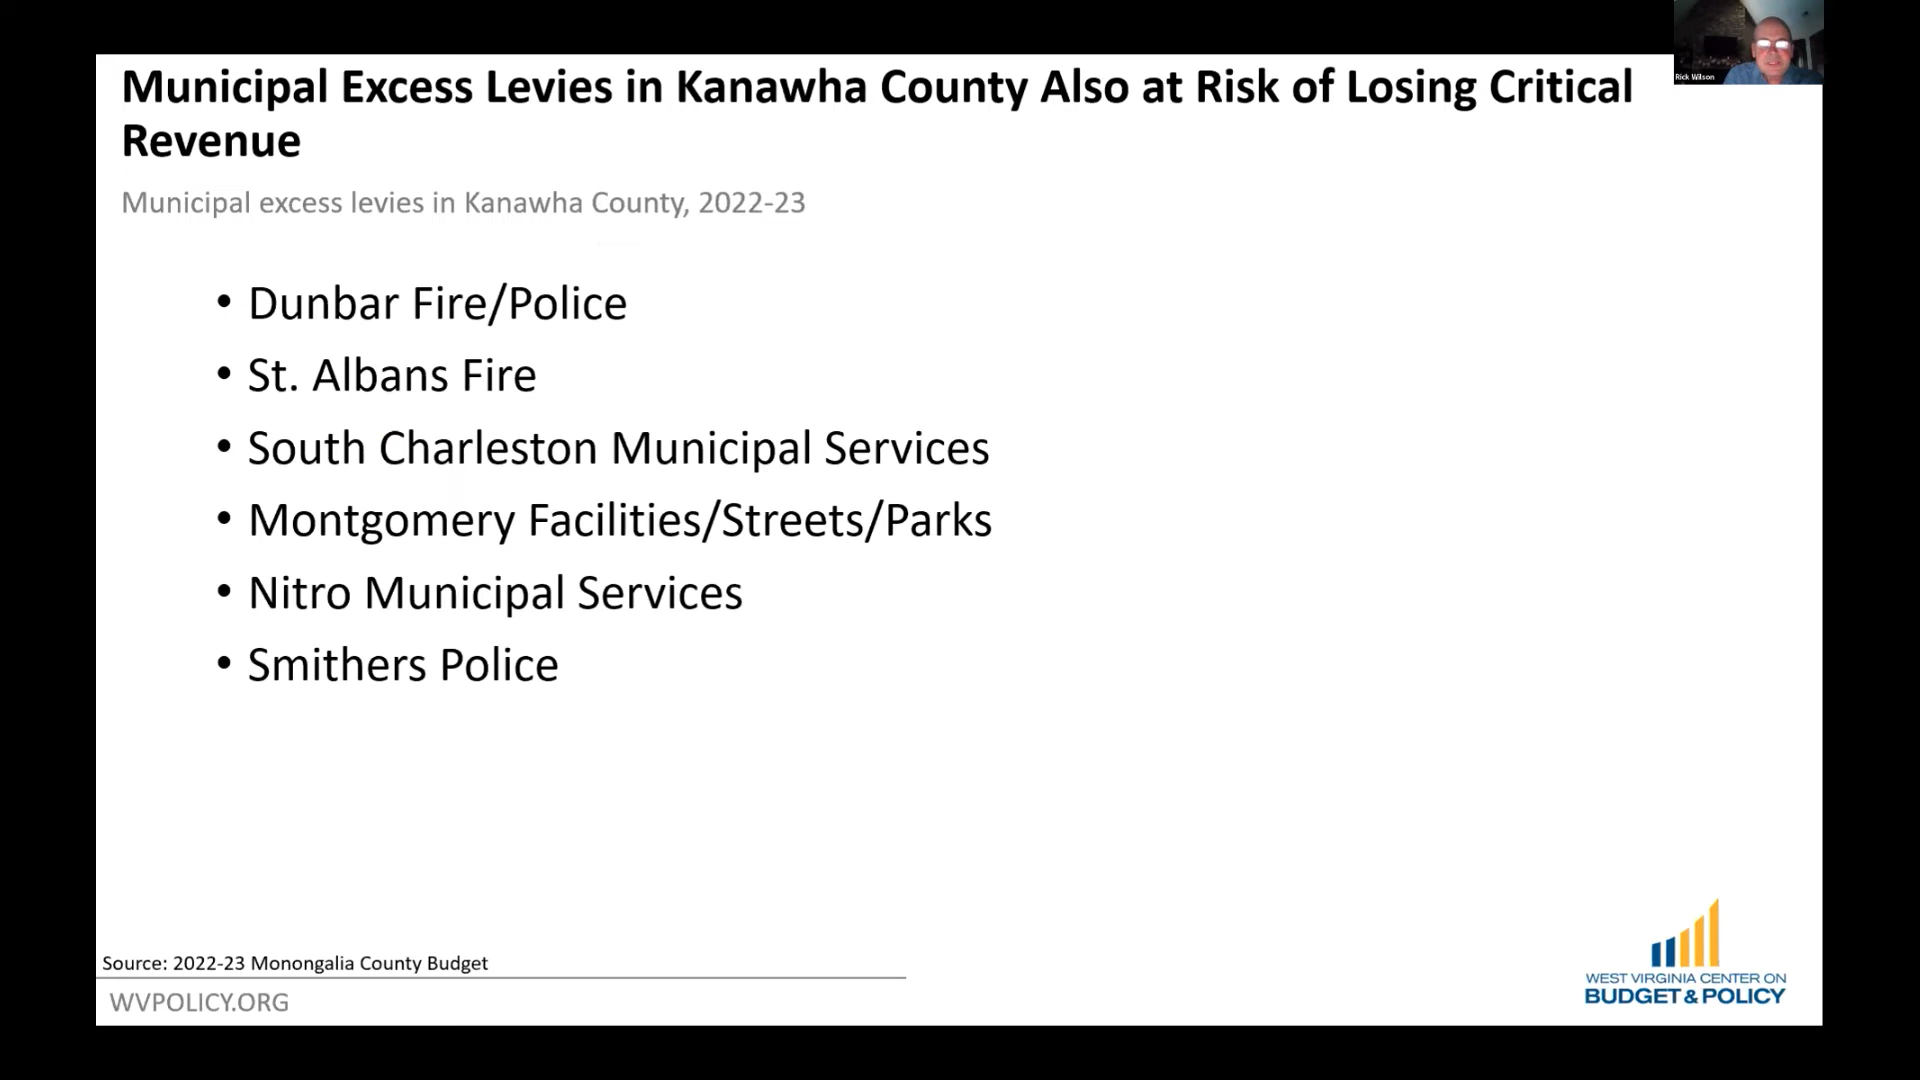 Municipal Excess Levies in Kanawha County Also at Risk of Losing Critical
Revenue
Municipal excess levies in Kanawha County, 2022-23
• Dunbar Fire/Police
• St. Albans Fire
• South Charleston Municipal Services
• Montgomery Facilities/Streets/Parks
• Nitro Municipal Services
• Smithers Police
Source: 2022-23 Monongalia County Budget
WVPOLICY.ORG
WEST VIRGINIA CENTER ON
BUDGET & POLICY
Rick Wilson